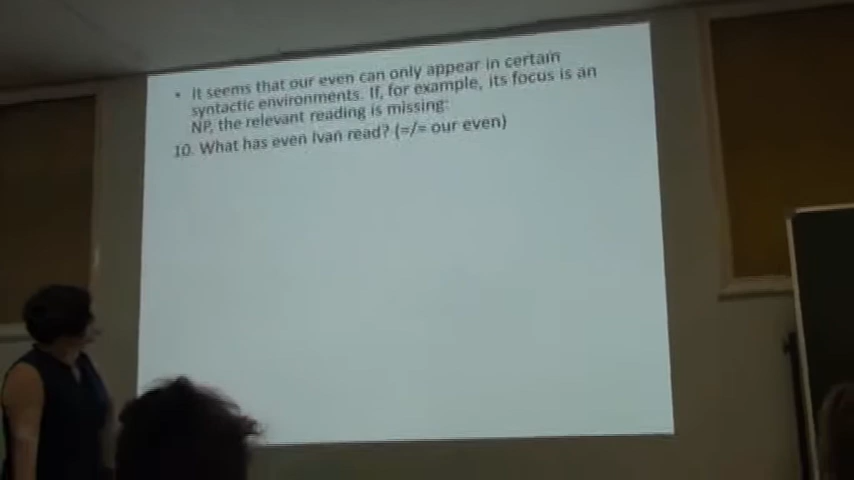 • It seems that our even can only appear in certain
syntactic environments. If, for example, its focus is an
NP, the relevant reading is missing:
10. What has even Ivan read? (=/= our even)